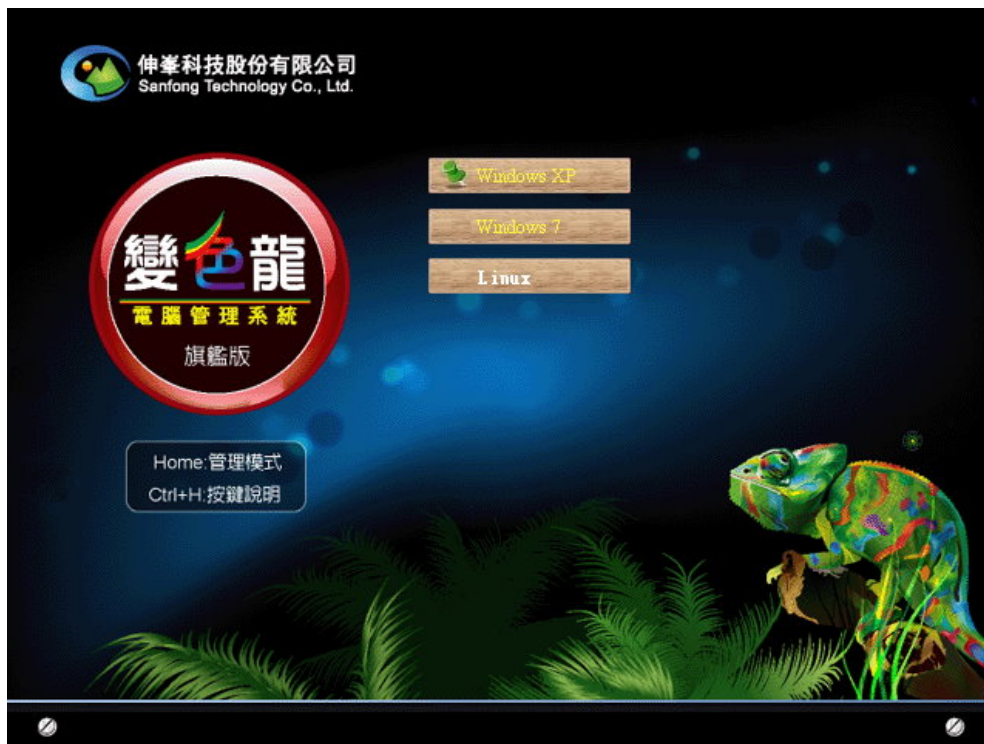 伸峯科技股份有限公司
Sanfong Technology Co., Ltd.
變色龍
電腦管理系統
旗艦版
Home:管理模式
Ctrl+H:按鍵說明
Windows XP
Windows 7
Linux